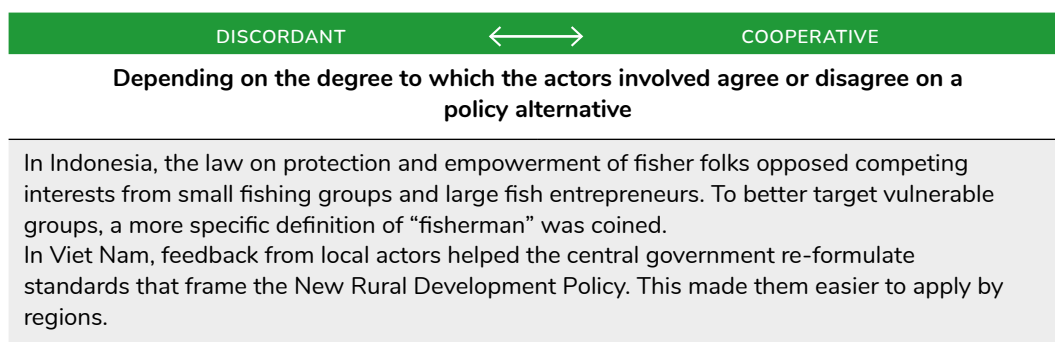 DISCORDANT ⟷ COOPERATIVE
Depending on the degree to which the actors involved agree or disagree on a
policy alternative
In Indonesia, the law on protection and empowerment of fisher folks opposed competing
interests from small fishing groups and large fish entrepreneurs. To better target vulnerable
groups, a more specific definition of “fisherman” was coined.
In Viet Nam, feedback from local actors helped the central government re-formulate
standards that frame the New Rural Development Policy. This made them easier to apply by
regions.